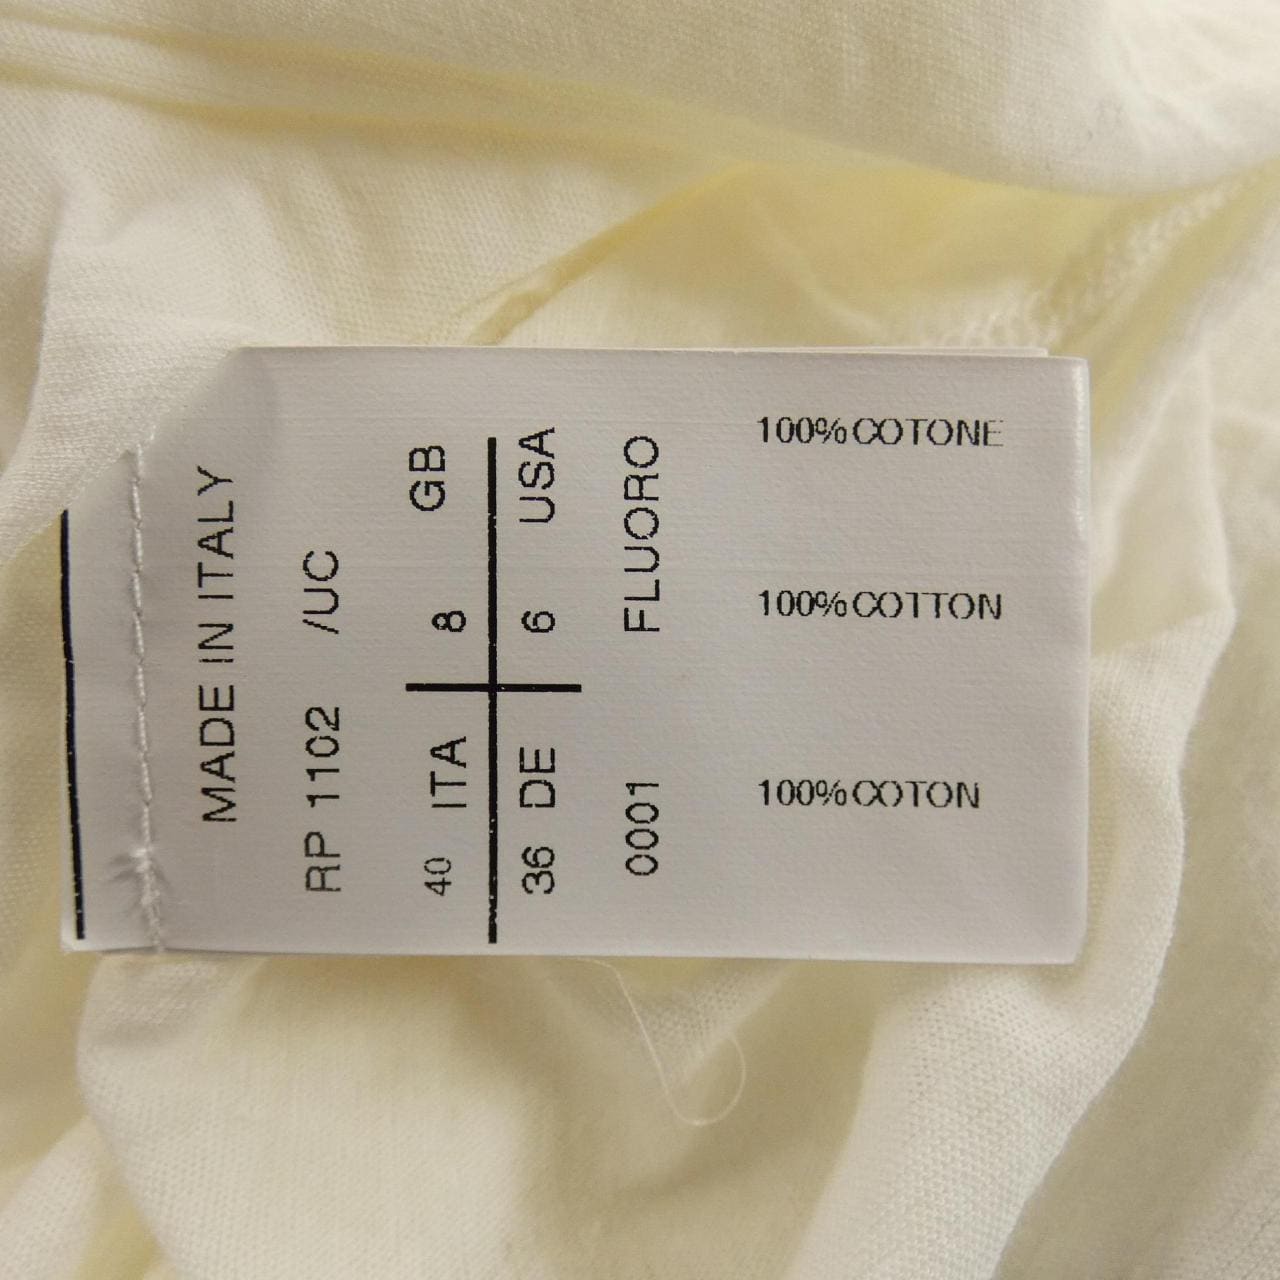 MADE IN ITALY
RP 1102 /UC
40 ITA 8 GB
36 DE 6 USA
0001 FLUORO
100% COTONE
100% COTTON
100% COTON